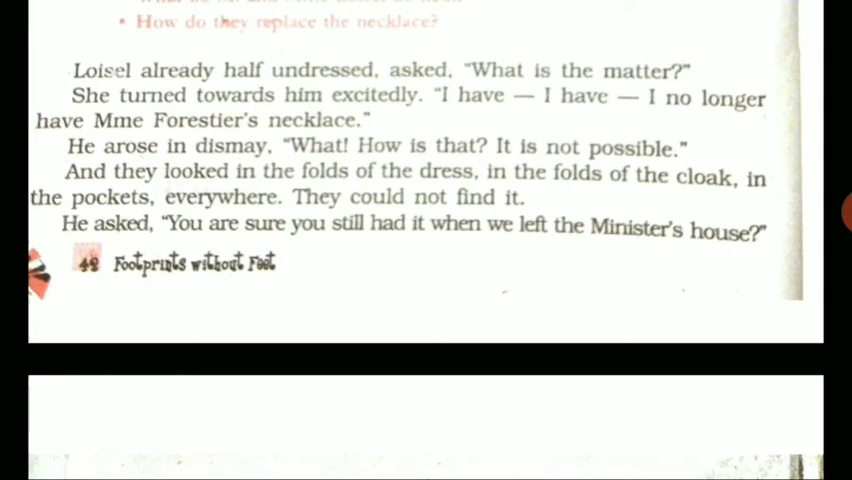 • How do they replace the necklace?
Loisel already half undressed, asked, "What is the matter?"
She turned towards him excitedly. "I have — I have — I no longer
have Mme Forestier's necklace."
He arose in dismay, "What! How is that? It is not possible."
And they looked in the folds of the dress, in the folds of the cloak, in
the pockets, everywhere. They could not find it.
He asked, "You are sure you still had it when we left the Minister's house?"
48 Footprints without Feet